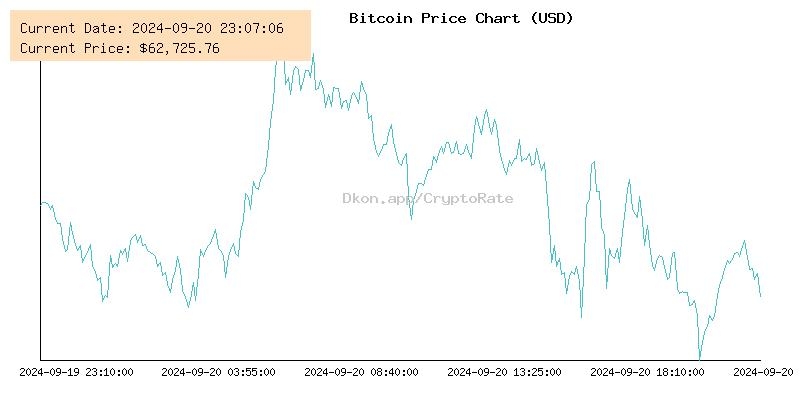 Bitcoin Price Chart (USD)
Current Date: 2024-09-20 23:07:06
Current Price: $62,725.76
Dkon.app/CryptoRate
2024-09-19 23:10:00 2024-09-20 03:55:00 2024-09-20 08:40:00 2024-09-20 13:25:00 2024-09-20 18:10:00 2024-09-20